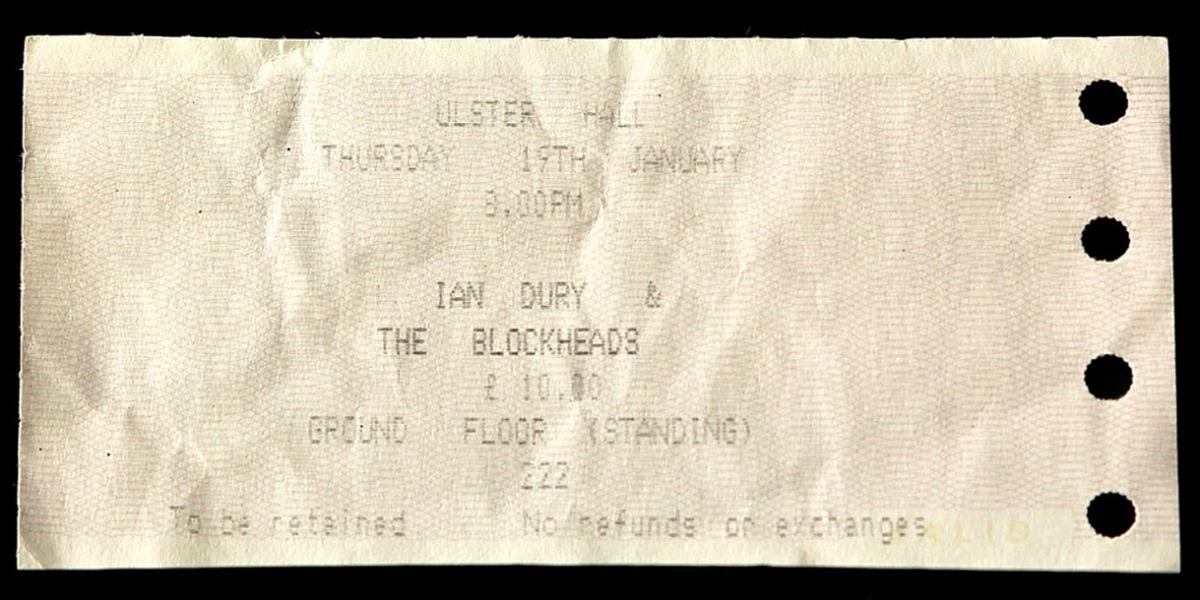 ULSTER HALL
THURSDAY 19TH JANUARY
8.00PM
IAN DURY &
THE BLOCKHEADS
£ 10.00
GROUND FLOOR (STANDING)
222
To be retained No refunds or exchanges ALID